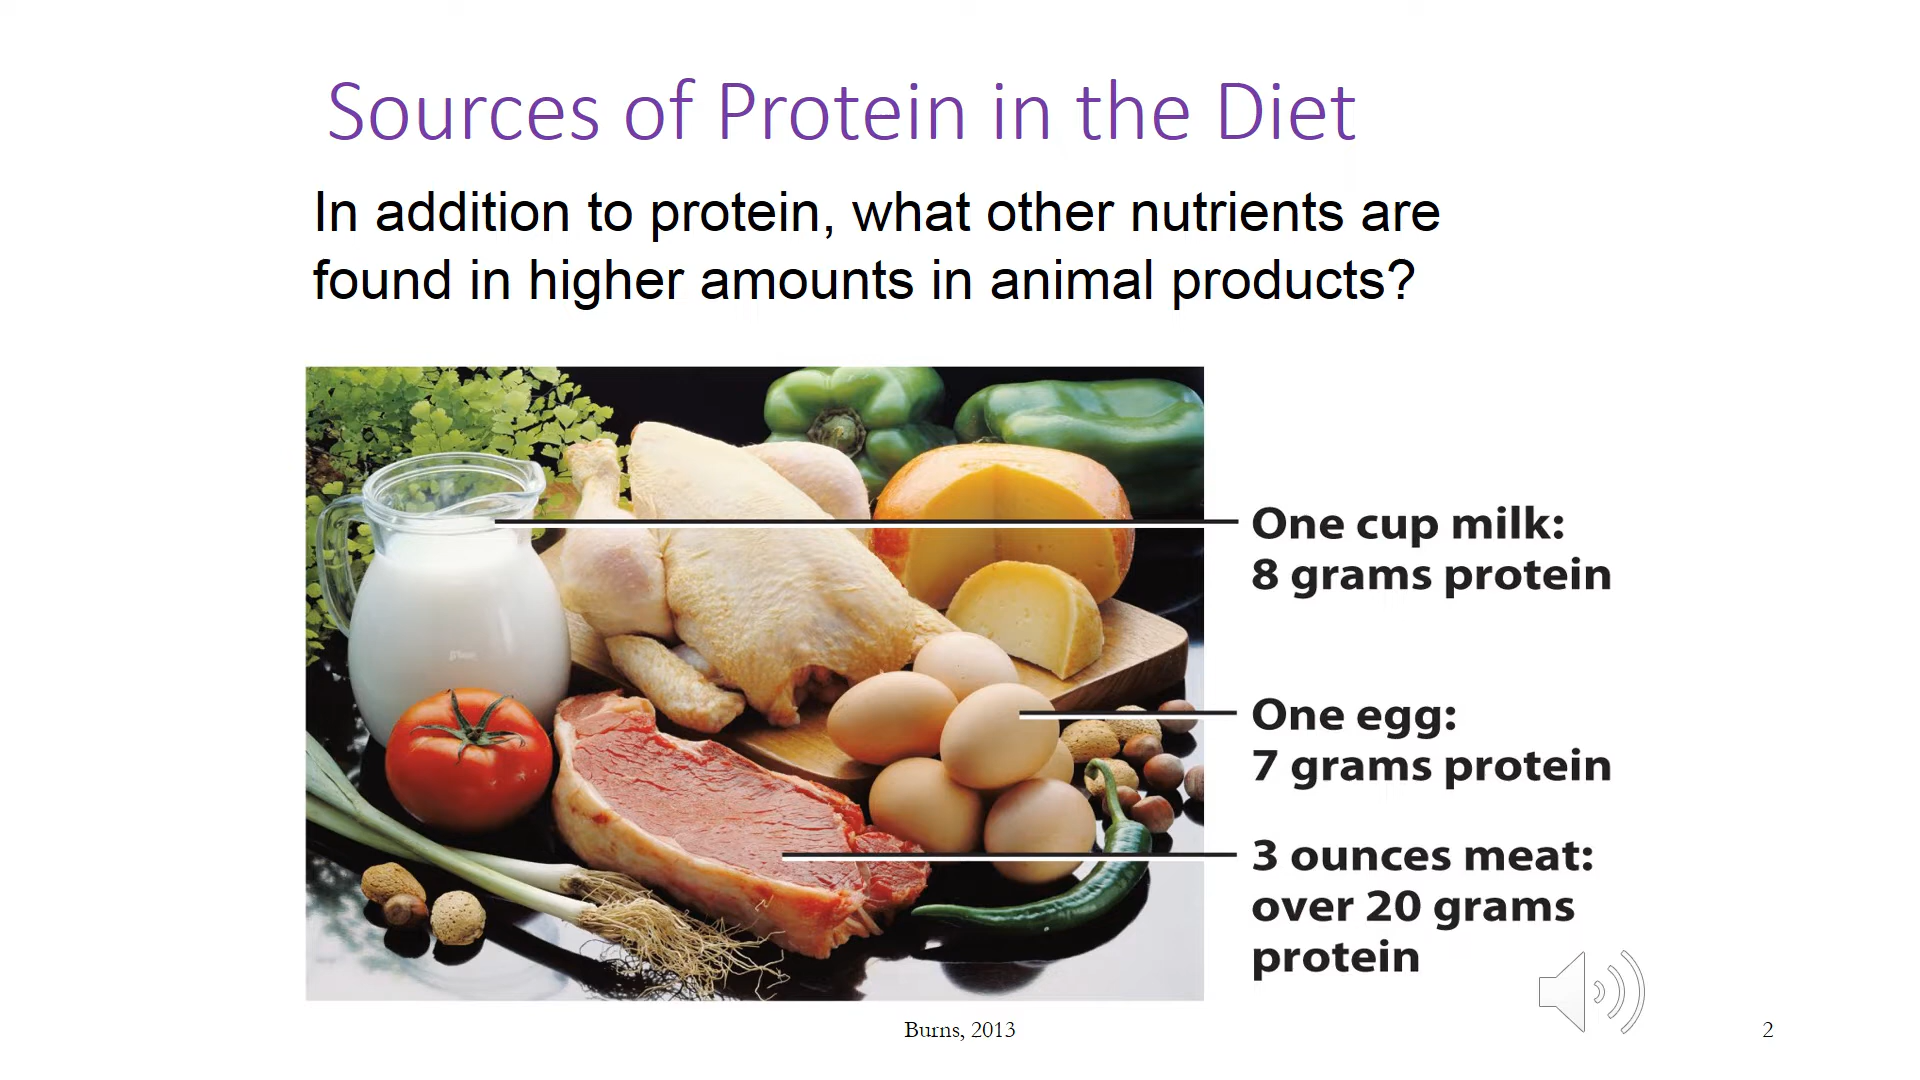 Sources of Protein in the Diet
In addition to protein, what other nutrients are
found in higher amounts in animal products?
One cup milk:
8 grams protein
One egg:
7 grams protein
3 ounces meat:
over 20 grams
protein
Burns, 2013
2